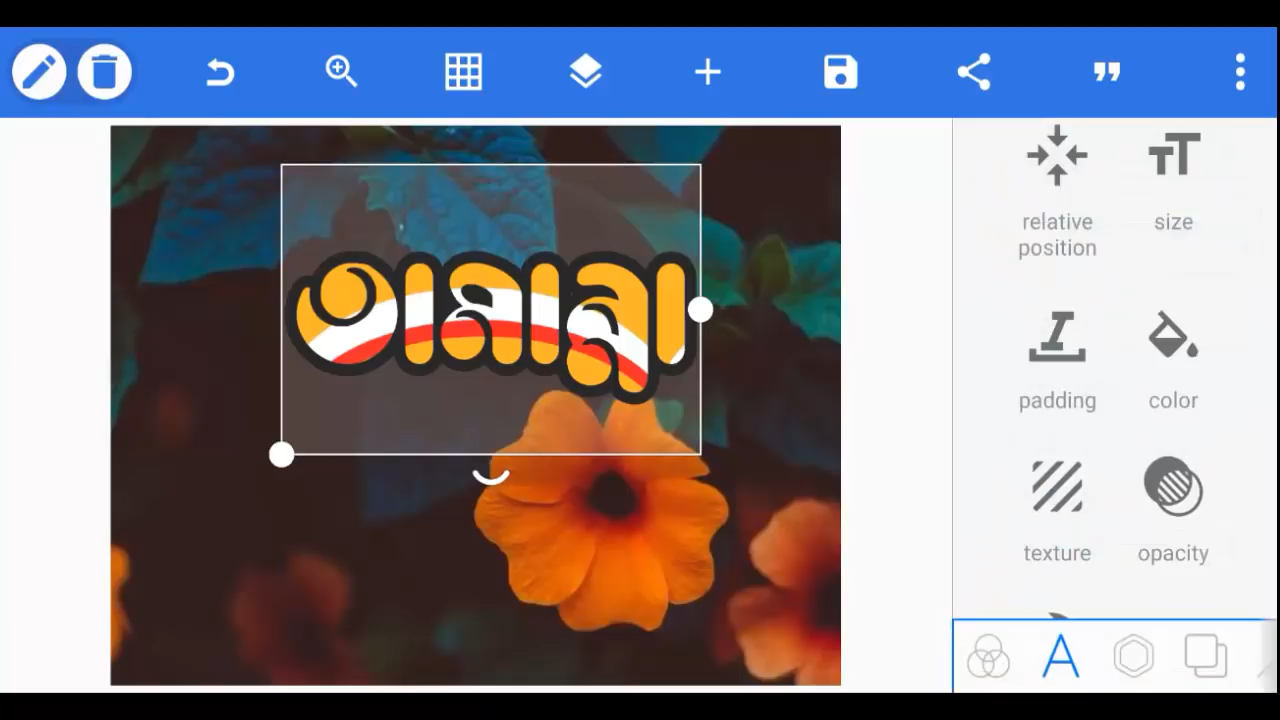 relative
position
size
padding
color
texture
opacity